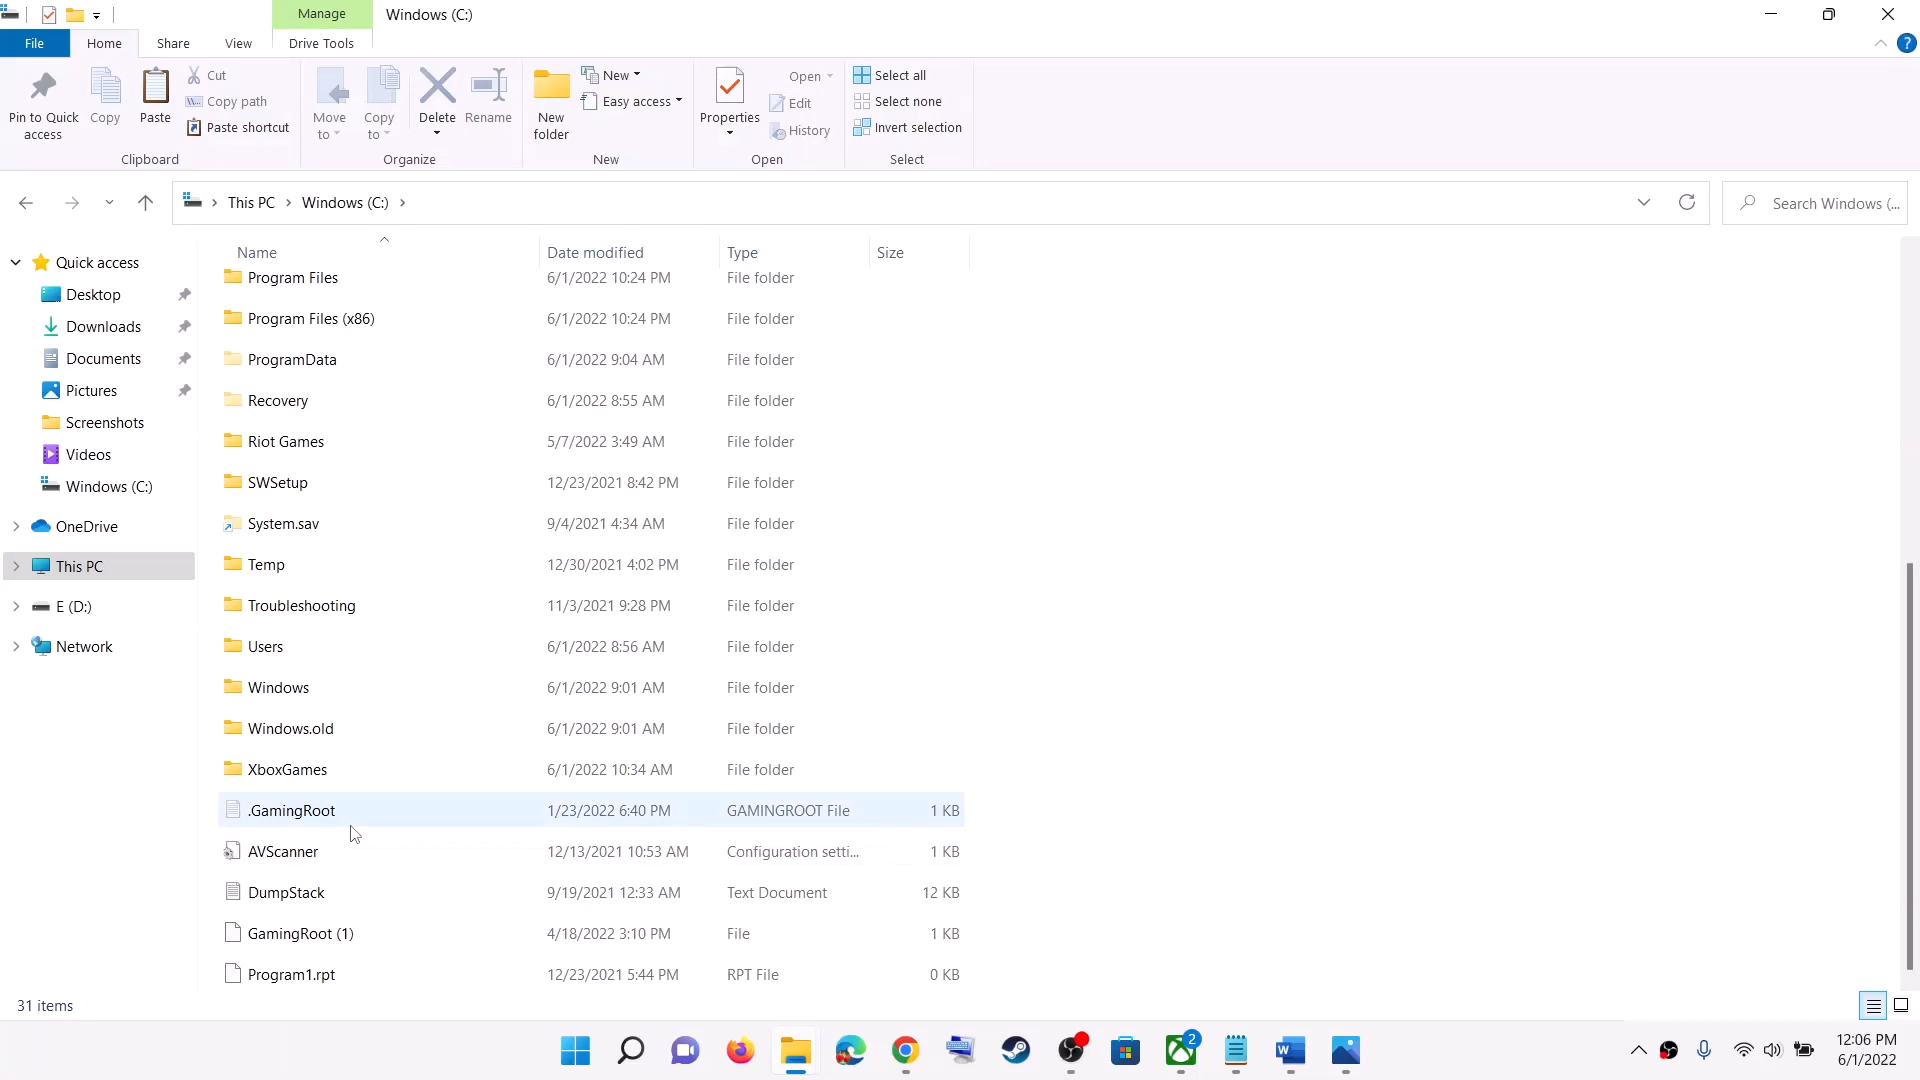 Manage
Windows (C:)
File
Home
Share
View
Drive Tools
Pin to Quick access
Copy
Paste
Cut
Copy path
Paste shortcut
Clipboard
Move to
Copy to
Delete
Rename
Organize
New folder
New
Easy access
New
Properties
Open
Edit
History
Open
Select all
Select none
Invert selection
Select
This PC
Windows (C:)
Search Windows (...
Quick access
Desktop
Downloads
Documents
Pictures
Screenshots
Videos
Windows (C:)
OneDrive
This PC
E (D:)
Network
Name Date modified Type Size
Program Files 6/1/2022 10:24 PM File folder
Program Files (x86) 6/1/2022 10:24 PM File folder
ProgramData 6/1/2022 9:04 AM File folder
Recovery 6/1/2022 8:55 AM File folder
Riot Games 5/7/2022 3:49 AM File folder
SWSetup 12/23/2021 8:42 PM File folder
System.sav 9/4/2021 4:34 AM File folder
Temp 12/30/2021 4:02 PM File folder
Troubleshooting 11/3/2021 9:28 PM File folder
Users 6/1/2022 8:56 AM File folder
Windows 6/1/2022 9:01 AM File folder
Windows.old 6/1/2022 9:01 AM File folder
XboxGames 6/1/2022 10:34 AM File folder
.GamingRoot 1/23/2022 6:40 PM GAMINGROOT File 1 KB
AVScanner 12/13/2021 10:53 AM Configuration setti... 1 KB
DumpStack 9/19/2021 12:33 AM Text Document 12 KB
GamingRoot (1) 4/18/2022 3:10 PM File 1 KB
Program1.rpt 12/23/2021 5:44 PM RPT File 0 KB
31 items
2
12:06 PM
6/1/2022